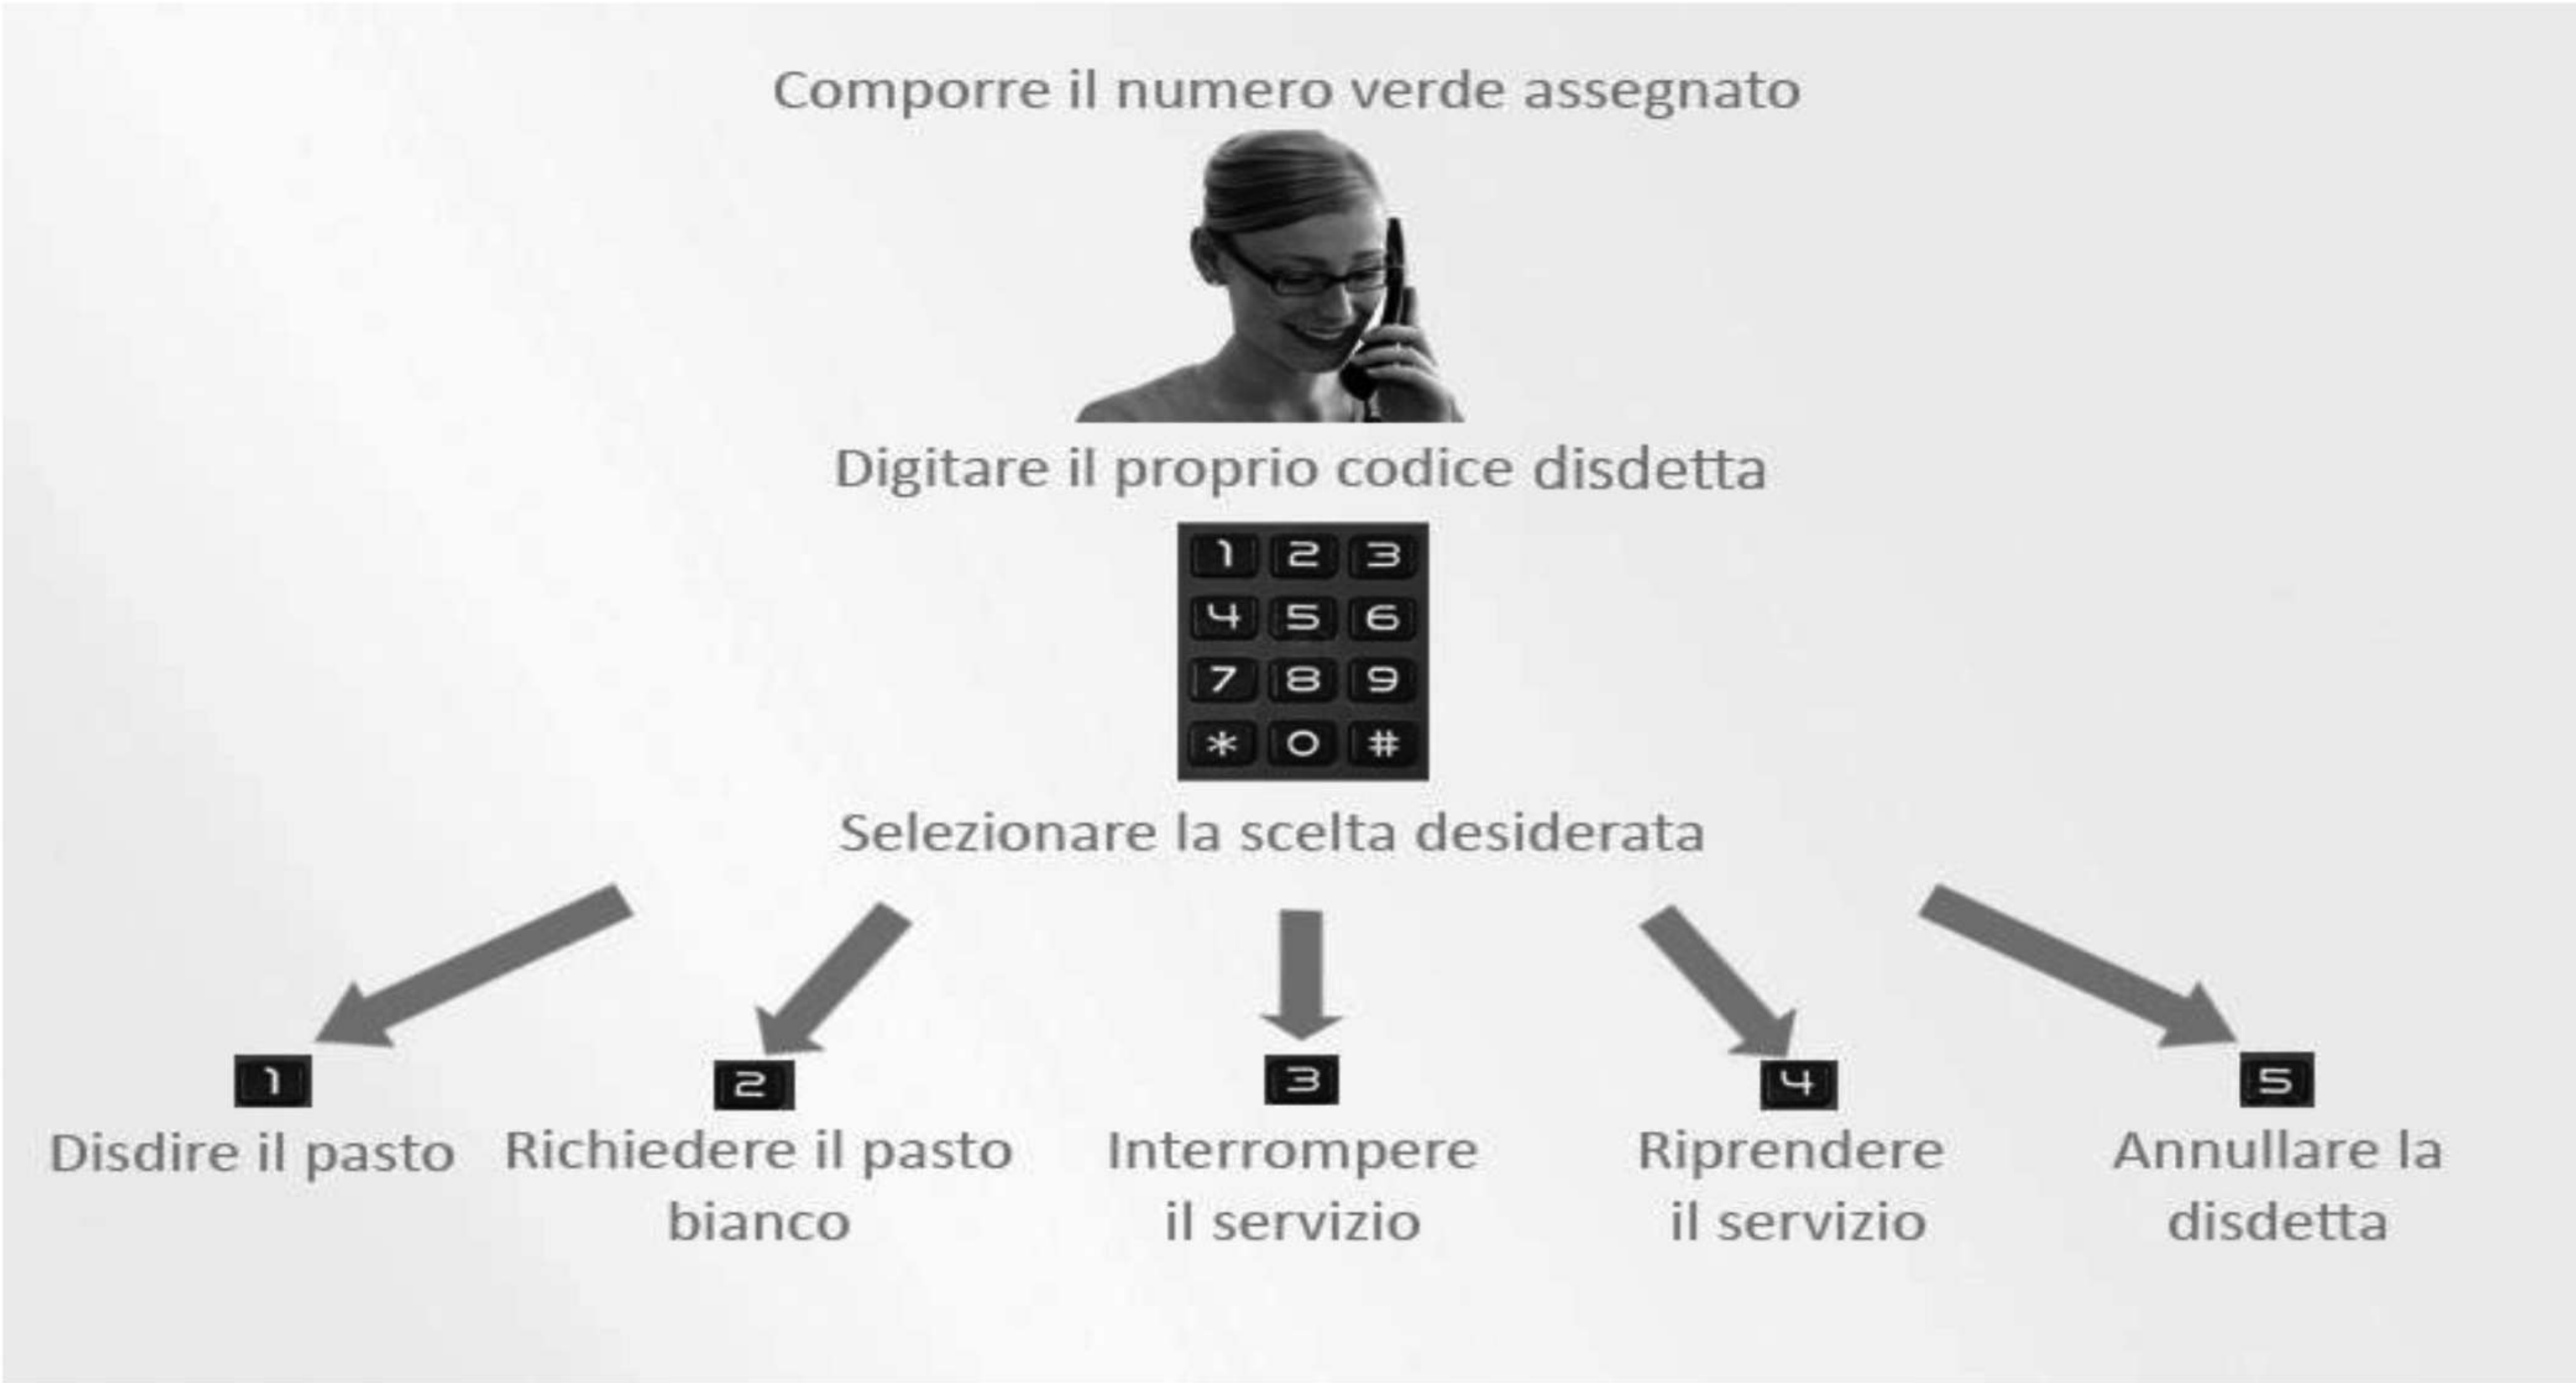 Comporre il numero verde assegnato
Digitare il proprio codice disdetta
1 2 3
4 5 6
7 8 9
* 0 #
Selezionare la scelta desiderata
1
Disdire il pasto
2
Richiedere il pasto
bianco
3
Interrompere
il servizio
4
Riprendere
il servizio
5
Annullare la
disdetta